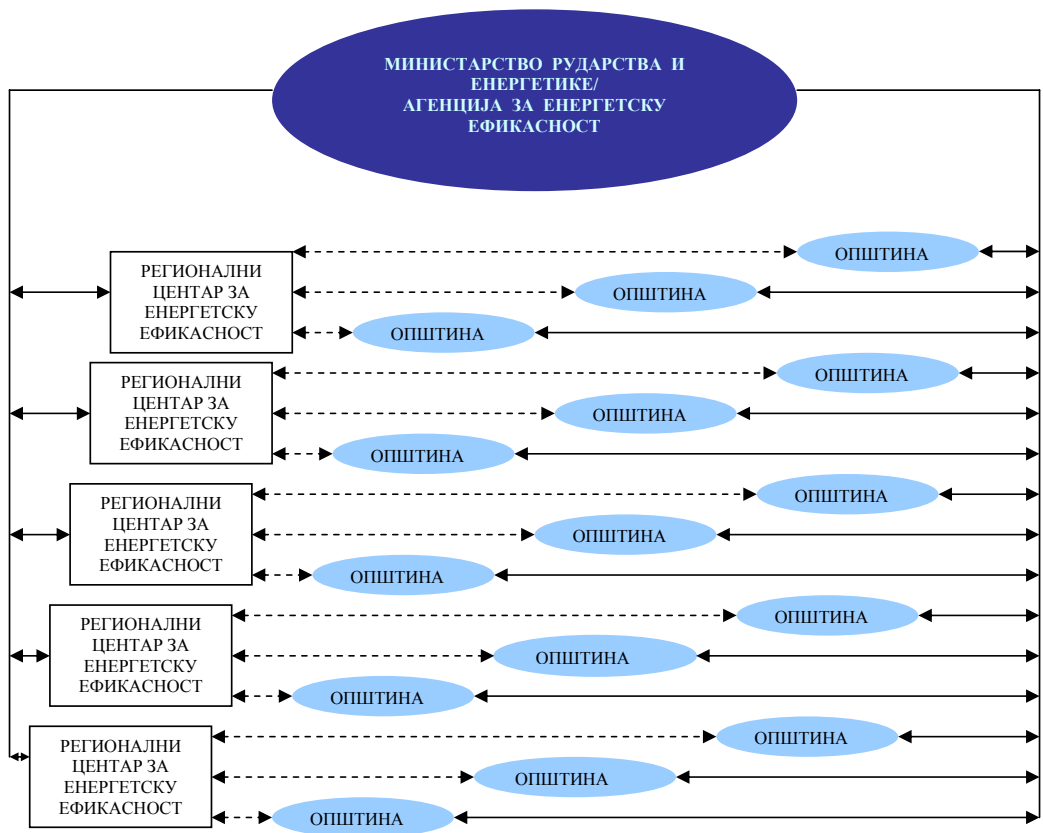 МИНИСТАРСТВО РУДАРСТВА И
ЕНЕРГЕТИКЕ/
АГЕНЦИЈА ЗА ЕНЕРГЕТСКУ
ЕФИКАСНОСТ
РЕГИОНАЛНИ
ЦЕНТАР ЗА
ЕНЕРГЕТСКУ
ЕФИКАСНОСТ
ОПШТИНА
ОПШТИНА
ОПШТИНА
РЕГИОНАЛНИ
ЦЕНТАР ЗА
ЕНЕРГЕТСКУ
ЕФИКАСНОСТ
ОПШТИНА
ОПШТИНА
ОПШТИНА
РЕГИОНАЛНИ
ЦЕНТАР ЗА
ЕНЕРГЕТСКУ
ЕФИКАСНОСТ
ОПШТИНА
ОПШТИНА
ОПШТИНА
РЕГИОНАЛНИ
ЦЕНТАР ЗА
ЕНЕРГЕТСКУ
ЕФИКАСНОСТ
ОПШТИНА
ОПШТИНА
ОПШТИНА
РЕГИОНАЛНИ
ЦЕНТАР ЗА
ЕНЕРГЕТСКУ
ЕФИКАСНОСТ
ОПШТИНА
ОПШТИНА
ОПШТИНА